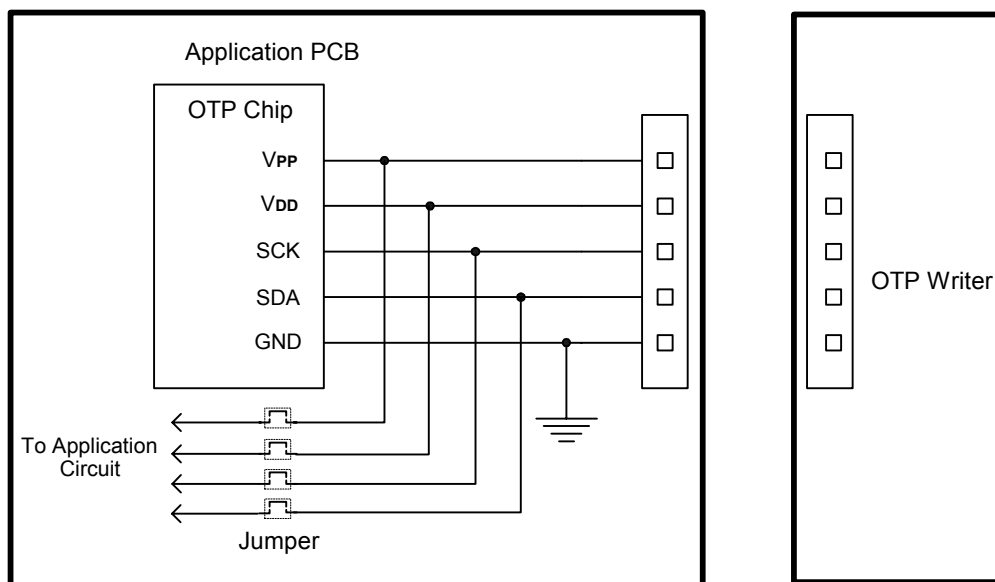 Application PCB
OTP Chip
VPP
VDD
SCK
SDA
GND
To Application
Circuit
Jumper
OTP Writer